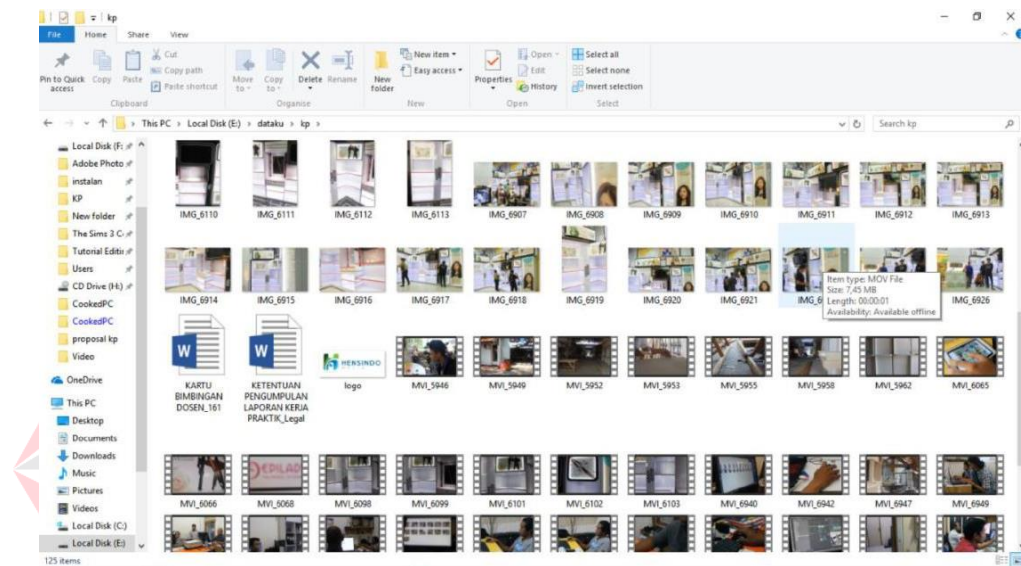 kp
File Home Share View
Pin to Quick access
Copy
Paste
Cut
Copy path
Paste shortcut
Move to
Copy to
Delete
Rename
New folder
New item
Easy access
Properties
Open
Edit
History
Select all
Select none
Invert selection
Clipboard
Organise
New
Open
Select
This PC > Local Disk (E:) > dataku > kp >
Search kp
Local Disk (F:
Adobe Photo
instalan
KP
New folder
The Sims 3 C
Tutorial Editi
Users
CD Drive (H:)
CookedPC
CookedPC
proposal kp
Video
OneDrive
This PC
Desktop
Documents
Downloads
Music
Pictures
Videos
Local Disk (C:)
Local Disk (E:)
IMG_6110 IMG_6111 IMG_6112 IMG_6113 IMG_6907 IMG_6908 IMG_6909 IMG_6910 IMG_6911 IMG_6912 IMG_6913
IMG_6914 IMG_6915 IMG_6916 IMG_6917 IMG_6918 IMG_6919 IMG_6920 IMG_6921 IMG_6926
Item type: MOV File
Size: 7,45 MB
Length: 00:00:01
Availability: Available offline
HENSINDO
KARTU
BIMBINGAN
DOSEN_161
KETENTUAN
PENGUMPULAN
LAPORAN KERJA
PRAKTIK_Legal
logo MVI_5946 MVI_5949 MVI_5952 MVI_5953 MVI_5955 MVI_5958 MVI_5962 MVI_6065
EPILAD
MVI_6066 MVI_6068 MVI_6098 MVI_6099 MVI_6101 MVI_6102 MVI_6103 MVI_6940 MVI_6942 MVI_6947 MVI_6949
125 items